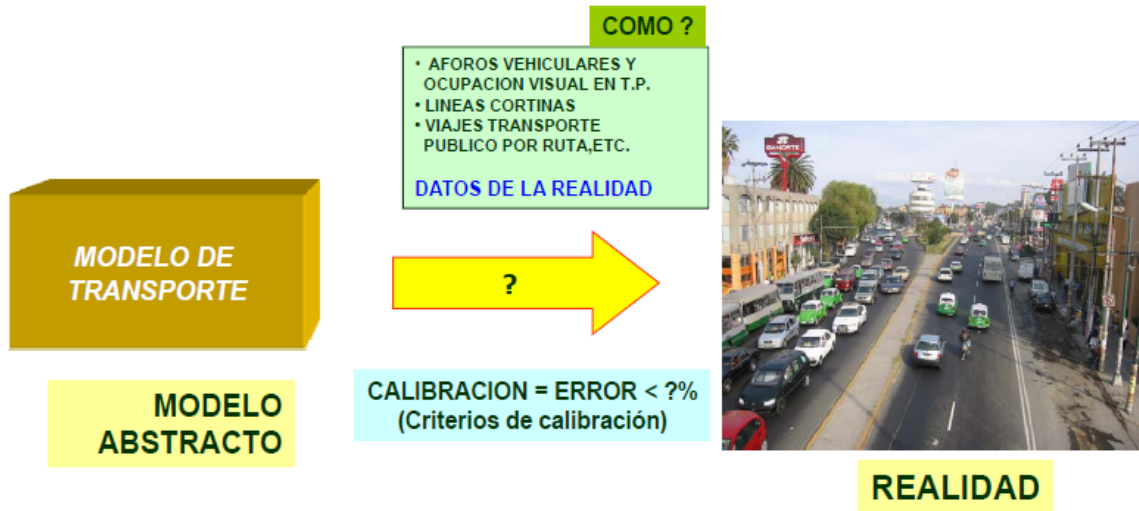 COMO ?
• AFOROS VEHICULARES Y
OCUPACION VISUAL EN T.P.
• LINEAS CORTINAS
• VIAJES TRANSPORTE
PUBLICO POR RUTA,ETC.
DATOS DE LA REALIDAD
MODELO DE
TRANSPORTE
?
BANORTE
MODELO
ABSTRACTO
CALIBRACION = ERROR < ?%
(Criterios de calibración)
REALIDAD